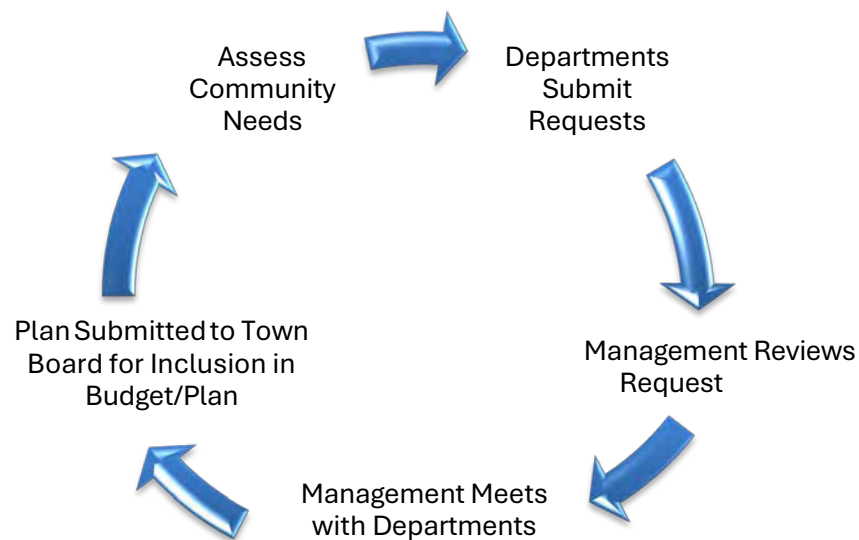 Assess
Community
Needs
Departments
Submit
Requests
Management Reviews
Request
Management Meets
with Departments
Plan Submitted to Town
Board for Inclusion in
Budget/Plan